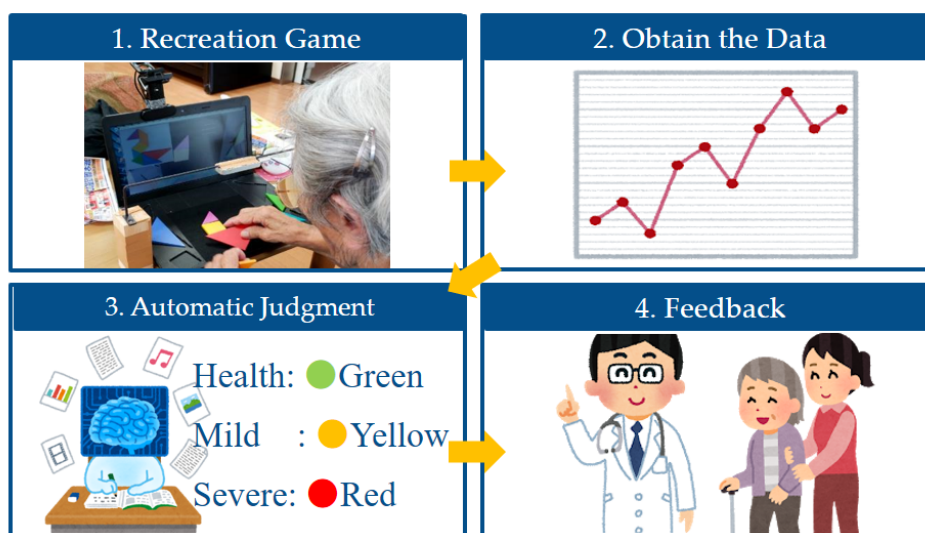 1. Recreation Game
2. Obtain the Data
3. Automatic Judgment
Health: Green
Mild : Yellow
Severe: Red
4. Feedback